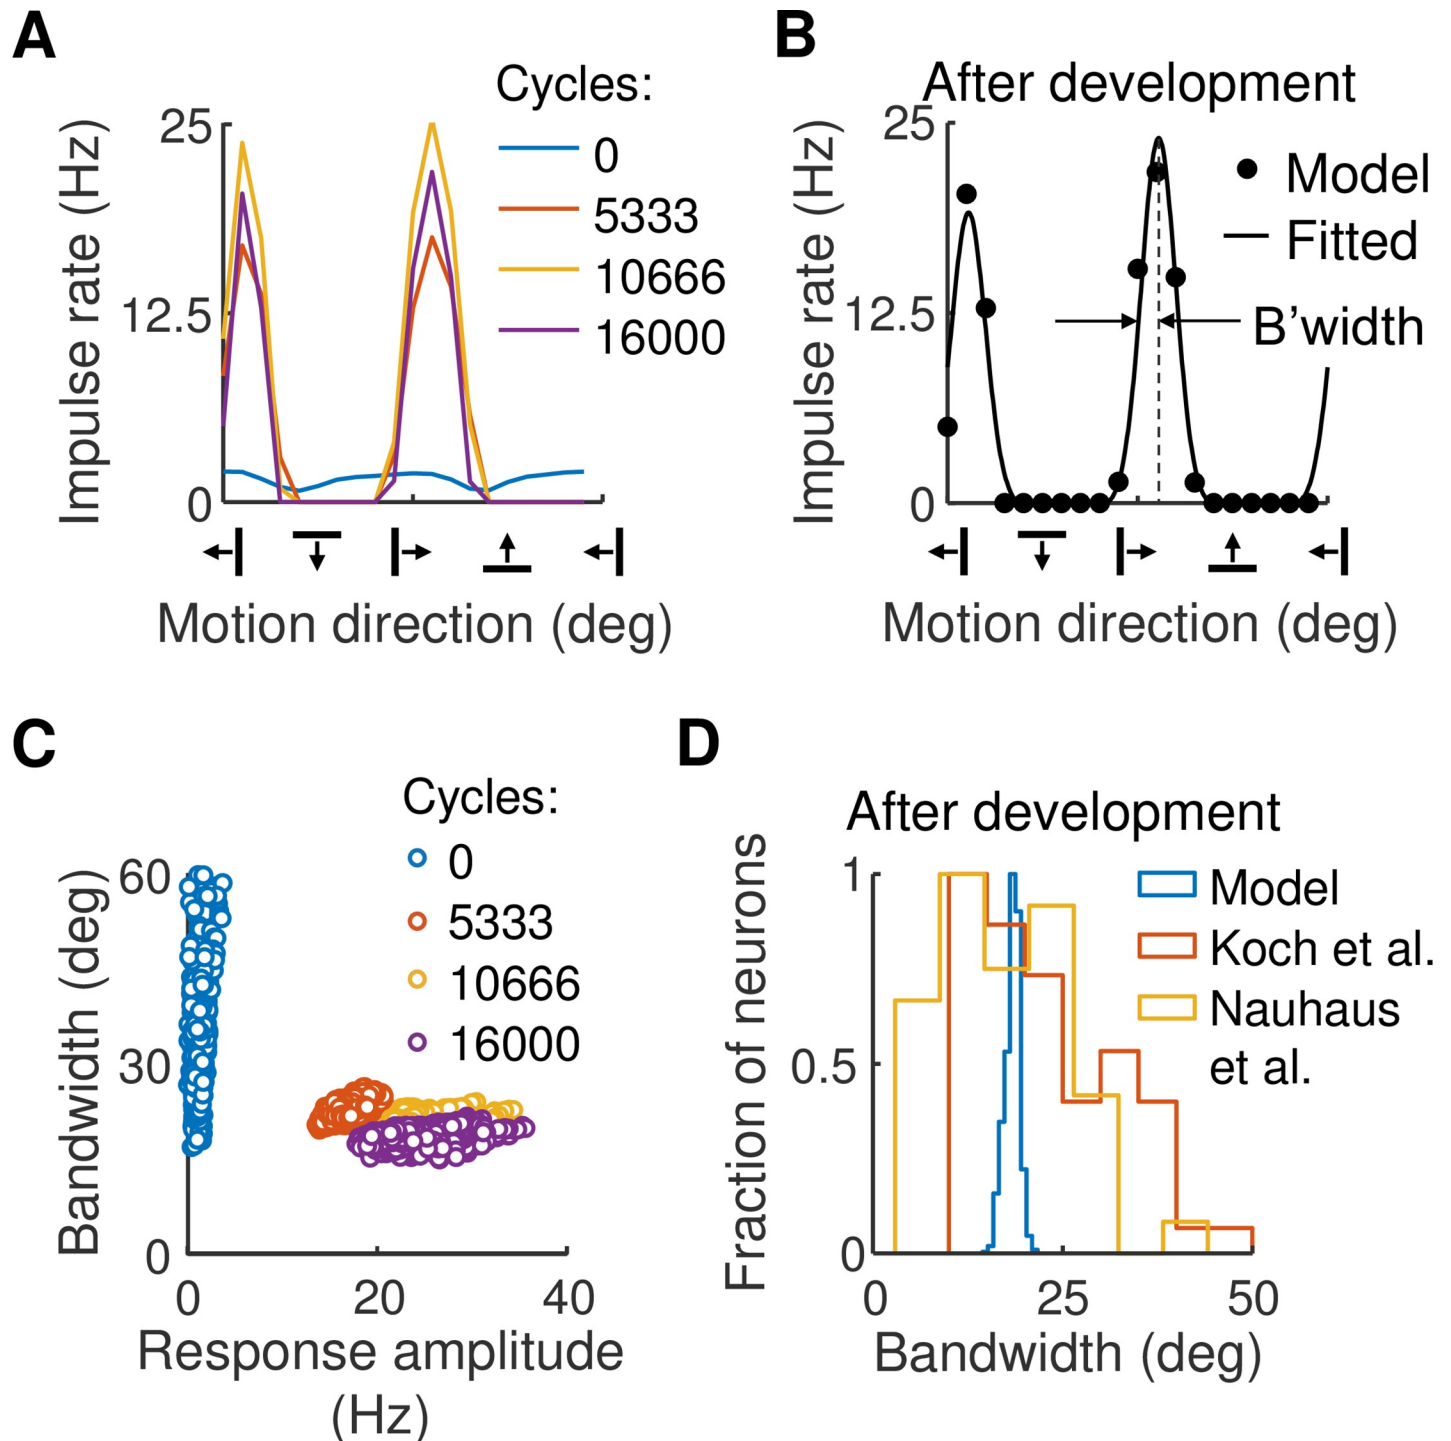 A
Cycles:
0
5333
10666
16000
25
12.5
0
Impulse rate (Hz)
Motion direction (deg)
B
After development
25
12.5
0
Impulse rate (Hz)
Model
Fitted
B’width
Motion direction (deg)
C
Cycles:
0
5333
10666
16000
60
30
0
Bandwidth (deg)
0 20 40
Response amplitude
(Hz)
D
After development
1
0.5
0
Fraction of neurons
Model
Koch et al.
Nauhaus
et al.
0 25 50
Bandwidth (deg)